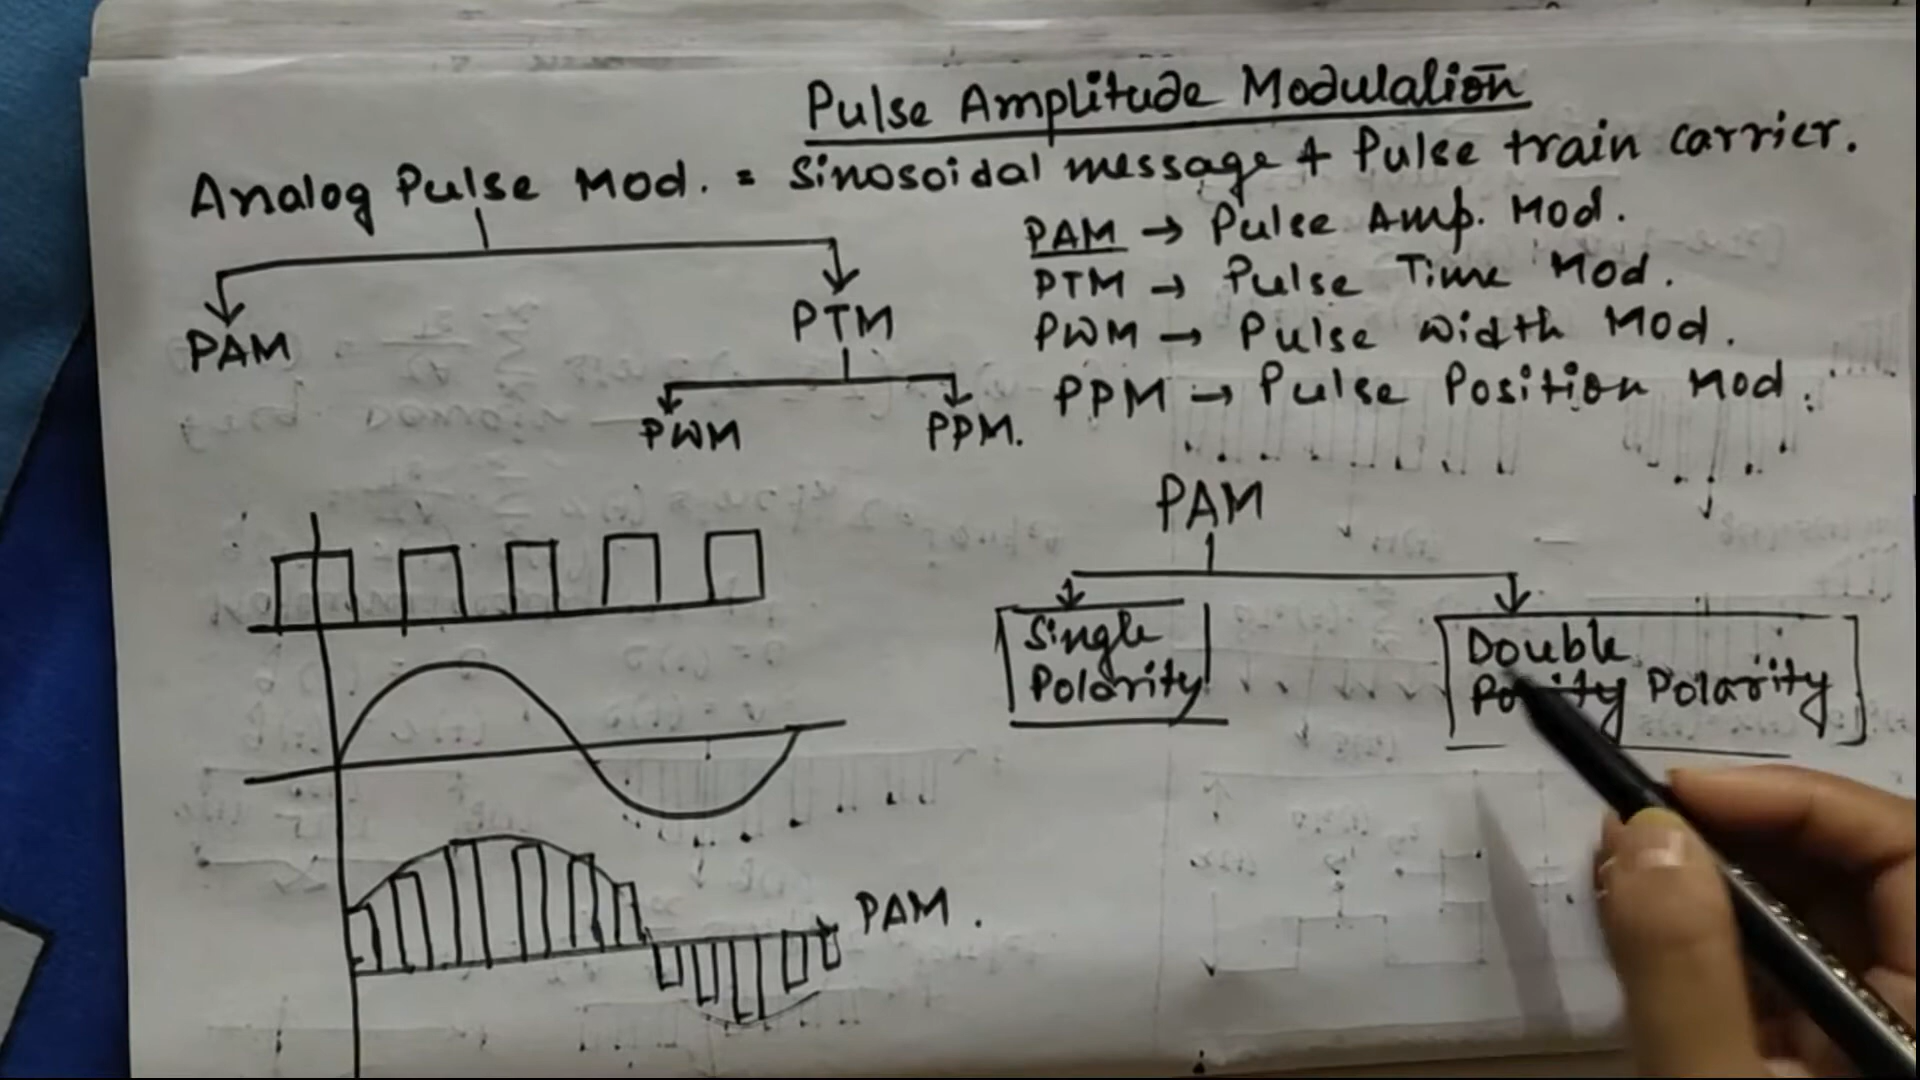 Pulse Amplitude Modulation
Analog Pulse Mod. = Sinosoidal message + Pulse train carrier.
PAM → Pulse Amp. Mod.
PTM → Pulse Time Mod.
PWM → Pulse Width Mod.
PPM → Pulse Position Mod.
PAM
PTM
PWM
PPM.
PAM
Single
Polarity
Double
Polarity
PAM.